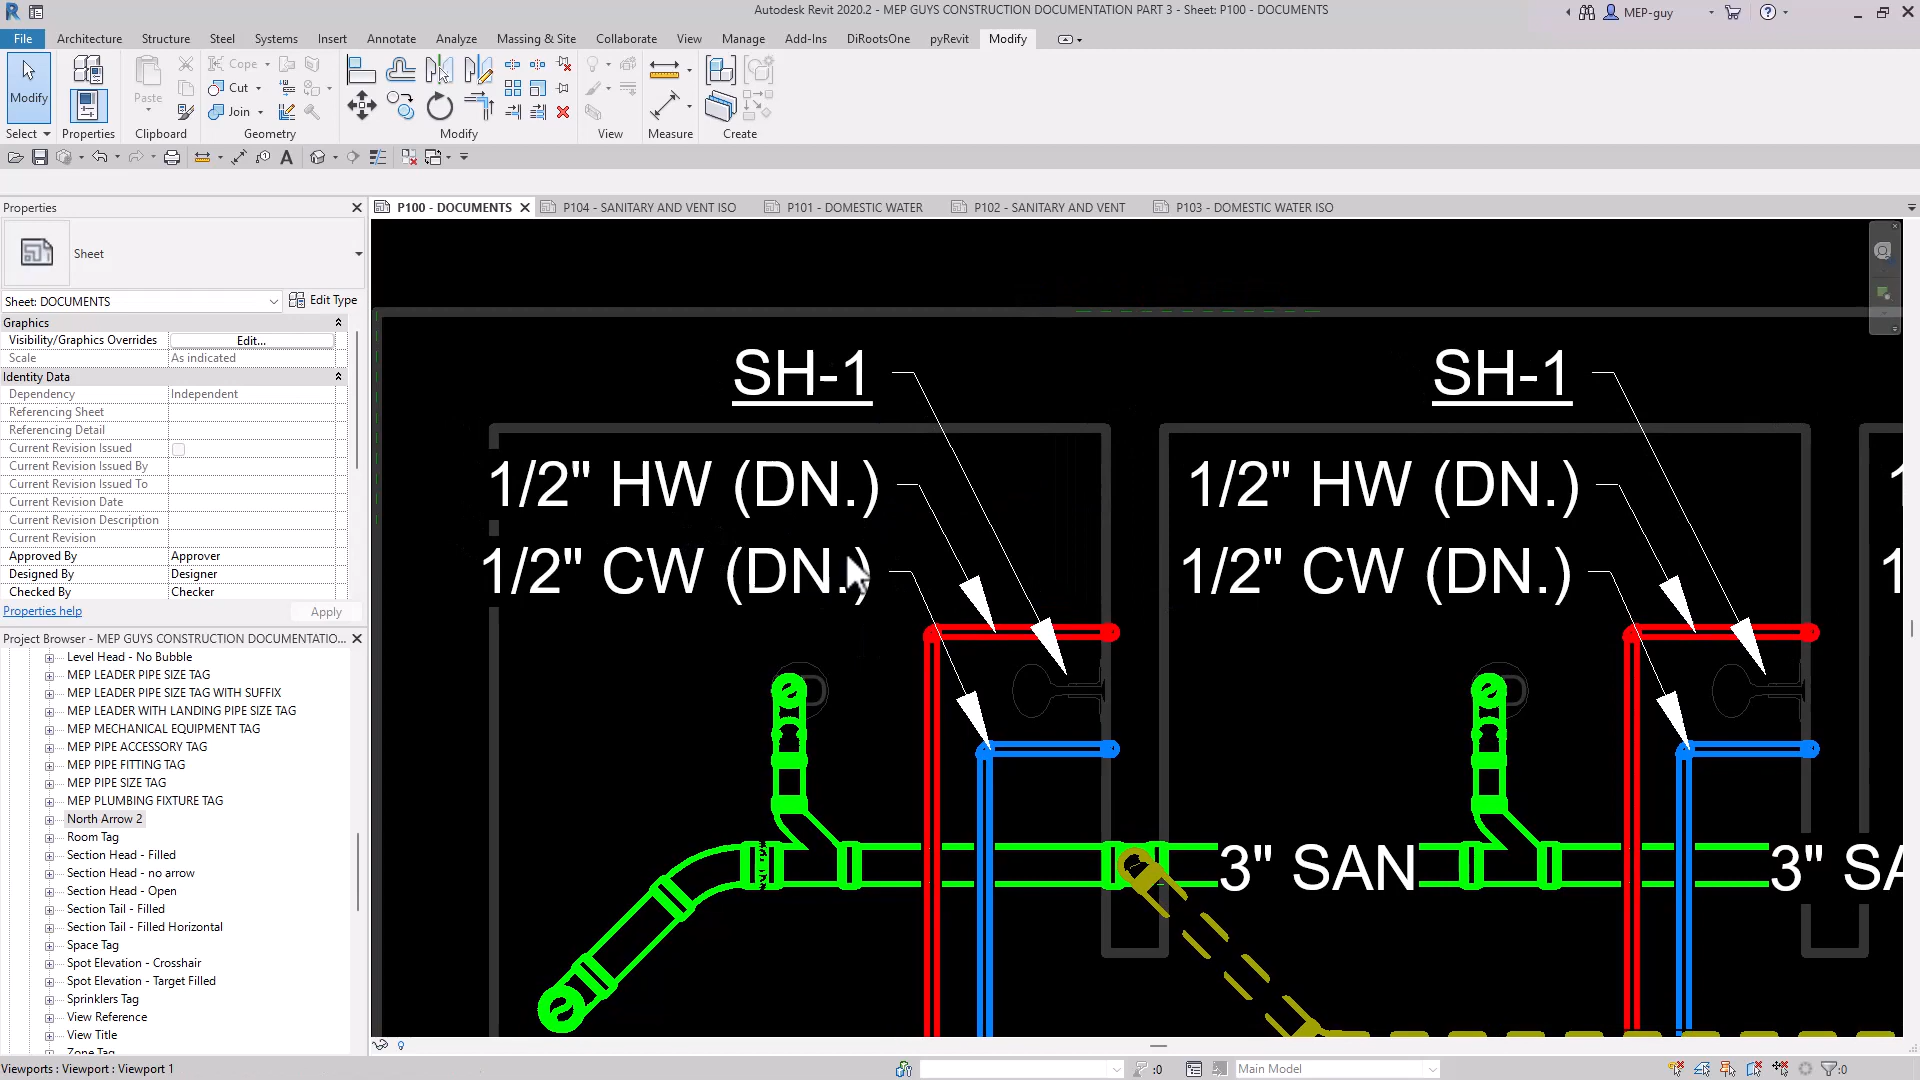 Autodesk Revit 2020.2 - MEP GUYS CONSTRUCTION DOCUMENTATION PART 3 - Sheet: P100 - DOCUMENTS
MEP-guy
File Architecture Structure Steel Systems Insert Annotate Analyze Massing & Site Collaborate View Manage Add-Ins DiRootsOne pyRevit Modify
Modify
Paste
Cope
Cut
Join
Select Properties Clipboard Geometry Modify View Measure Create
Properties
P100 - DOCUMENTS P104 - SANITARY AND VENT ISO P101 - DOMESTIC WATER P102 - SANITARY AND VENT P103 - DOMESTIC WATER ISO
Sheet
Sheet: DOCUMENTS Edit Type
Graphics
Visibility/Graphics Overrides Edit...
Scale As indicated
Identity Data
Dependency Independent
Referencing Sheet
Referencing Detail
Current Revision Issued
Current Revision Issued By
Current Revision Issued To
Current Revision Date
Current Revision Description
Current Revision
Approved By Approver
Designed By Designer
Checked By Checker
Properties help Apply
Project Browser - MEP GUYS CONSTRUCTION DOCUMENTATIO...
Level Head - No Bubble
MEP LEADER PIPE SIZE TAG
MEP LEADER PIPE SIZE TAG WITH SUFFIX
MEP LEADER WITH LANDING PIPE SIZE TAG
MEP MECHANICAL EQUIPMENT TAG
MEP PIPE ACCESSORY TAG
MEP PIPE FITTING TAG
MEP PIPE SIZE TAG
MEP PLUMBING FIXTURE TAG
North Arrow 2
Room Tag
Section Head - Filled
Section Head - no arrow
Section Head - Open
Section Tail - Filled
Section Tail - Filled Horizontal
Space Tag
Spot Elevation - Crosshair
Spot Elevation - Target Filled
Sprinklers Tag
View Reference
View Title
Zone Tag
SH-1 SH-1
1/2" HW (DN.) 1/2" HW (DN.) 1
1/2" CW (DN.) 1/2" CW (DN.) 1
3" SAN 3" SA
Viewports : Viewport : Viewport 1
:0
Main Model
:0